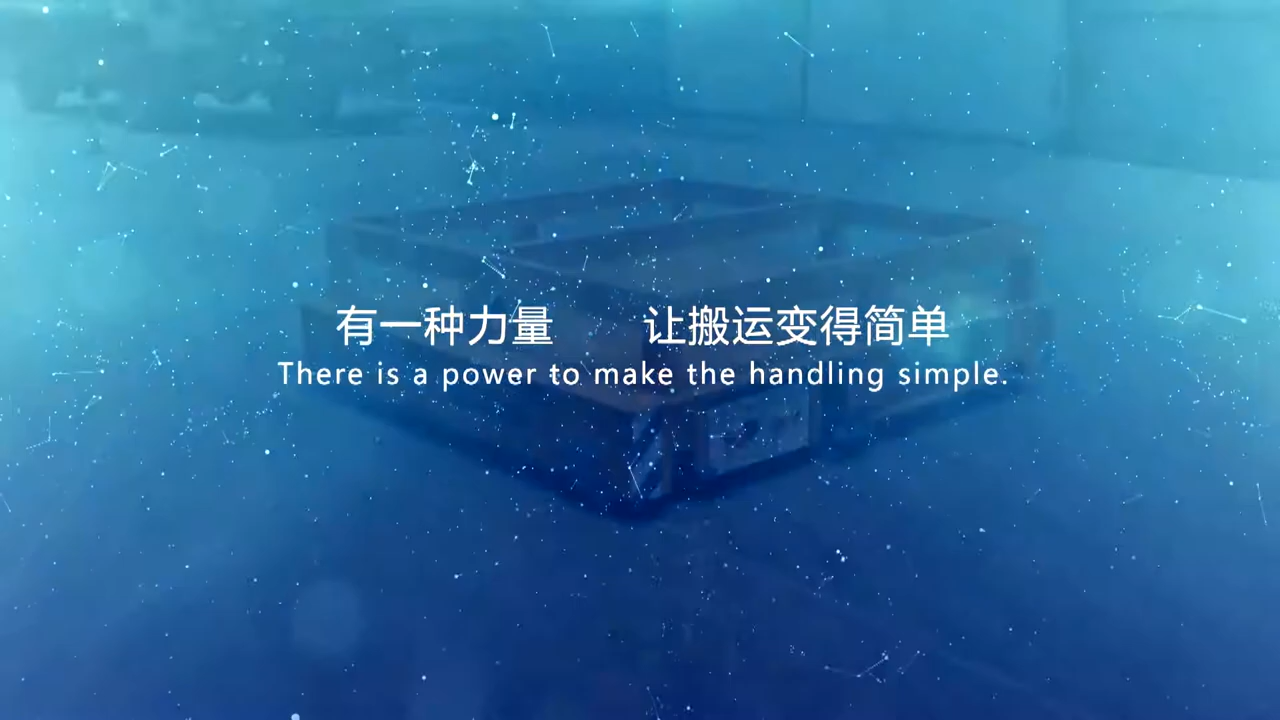 有一种力量 让搬运变得简单
There is a power to make the handling simple.